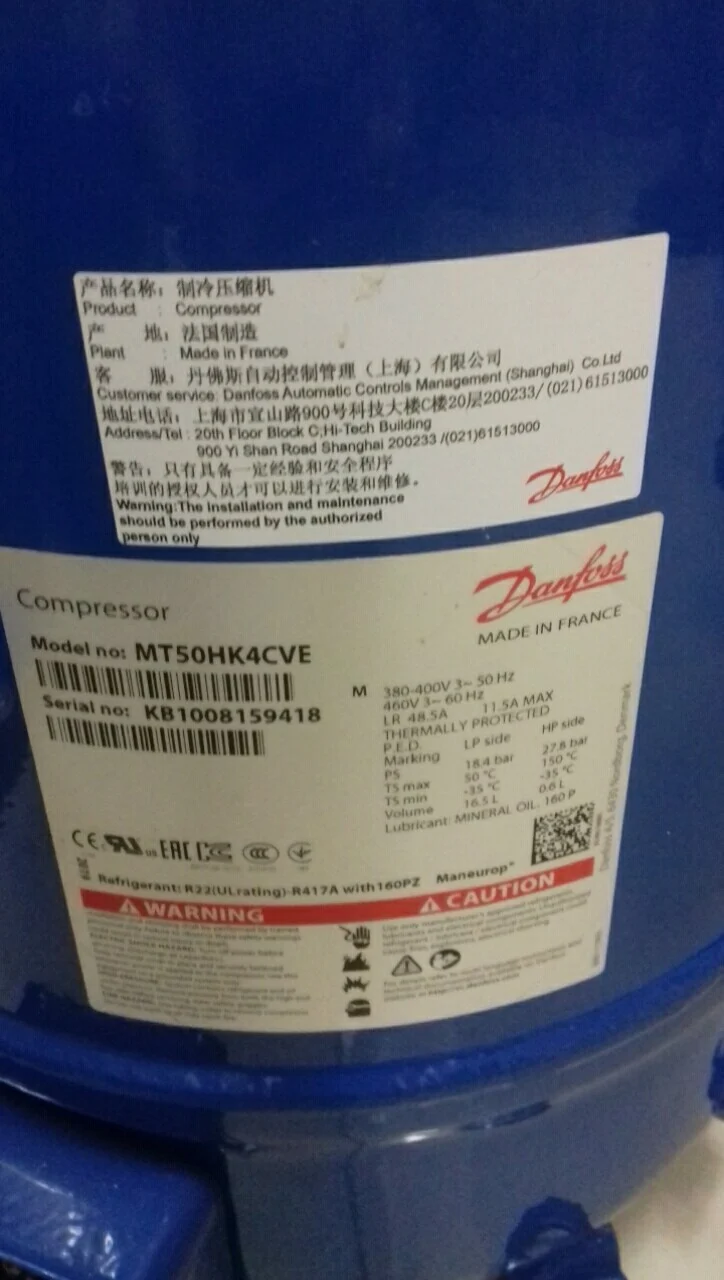 产品名称：制冷压缩机
Product : Compressor
产 地：法国制造
Plant : Made in France
客 服：丹佛斯自动控制管理（上海）有限公司
Customer service: Danfoss Automatic Controls Management (Shanghai) Co.Ltd
地址电话：上海市宜山路900号科技大楼C楼20层200233/(021)61513000
Address/Tel : 20th Floor Block C,Hi-Tech Building
900 Yi Shan Road Shanghai 200233 /(021)61513000
警告：只有具备一定经验和安全程序
培训的授权人员才可以进行安装和维修。
Warning:The installation and maintenance
should be performed by the authorized
person only
Danfoss
Compressor
Danfoss
MADE IN FRANCE
Model no: MT50HK4CVE
Serial no: KB1008159418
M 380-400V 3~ 50 Hz
460V 3~ 60 Hz
LR 48.5A 11.5A MAX
THERMALLY PROTECTED
P.E.D.
Marking LP side HP side
PS 18.4 bar 27.8 bar
TS max 50 °C 150 °C
TS min -35 °C -35 °C
Volume 16.5 L 0.6 L
Lubricant: MINERAL OIL, 160 P
Danfoss A/S, 6430 Nordborg, Denmark
CE RU us EAC CCC
Refrigerant: R22(ULrating)-R417A with160PZ Maneurop®
WARNING
CAUTION